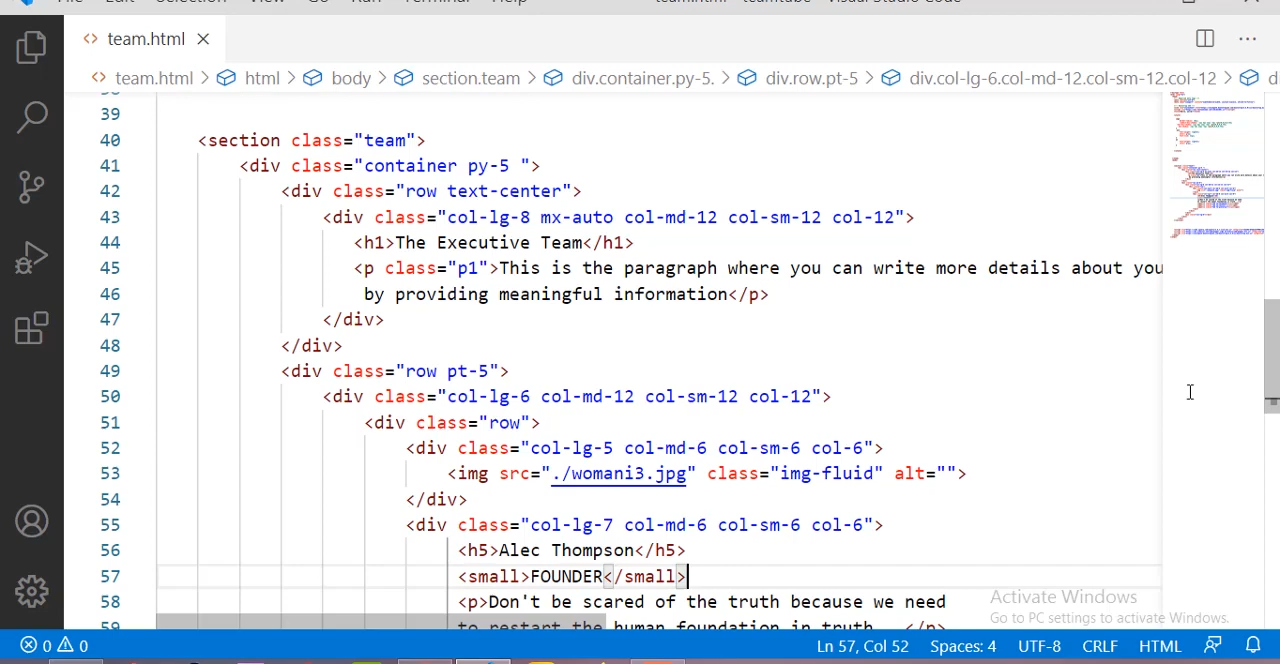 File Edit Selection View Go Run Terminal Help team.html - teamtube - Visual Studio Code
team.html
team.html > html > body > section.team > div.container.py-5. > div.row.pt-5 > div.col-lg-6.col-md-12.col-sm-12.col-12 > d
38
39
40 <section class="team">
41 <div class="container py-5 ">
42 <div class="row text-center">
43 <div class="col-lg-8 mx-auto col-md-12 col-sm-12 col-12">
44 <h1>The Executive Team</h1>
45 <p class="p1">This is the paragraph where you can write more details about you
46 by providing meaningful information</p>
47 </div>
48 </div>
49 <div class="row pt-5">
50 <div class="col-lg-6 col-md-12 col-sm-12 col-12">
51 <div class="row">
52 <div class="col-lg-5 col-md-6 col-sm-6 col-6">
53 <img src="./womani3.jpg" class="img-fluid" alt="">
54 </div>
55 <div class="col-lg-7 col-md-6 col-sm-6 col-6">
56 <h5>Alec Thompson</h5>
57 <small>FOUNDER</small>
58 <p>Don't be scared of the truth because we need
59 to restart the human foundation in truth...</p>
Activate Windows
Go to PC settings to activate Windows.
0 0 Ln 57, Col 52 Spaces: 4 UTF-8 CRLF HTML